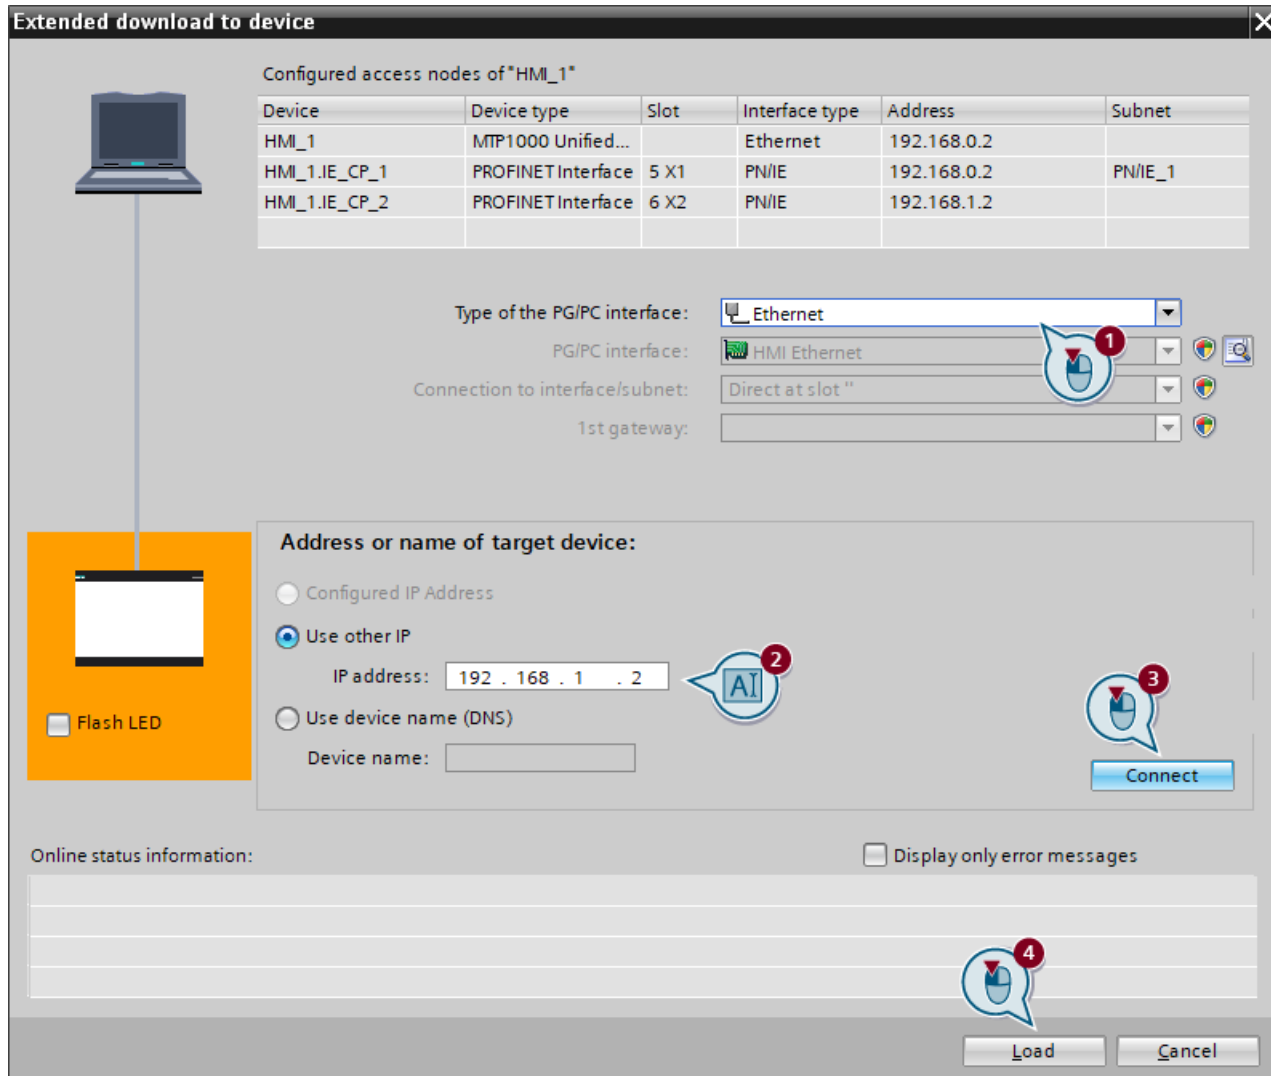 Extended download to device
Configured access nodes of "HMI_1"
Device Device type Slot Interface type Address Subnet
HMI_1 MTP1000 Unified... Ethernet 192.168.0.2
HMI_1.IE_CP_1 PROFINET Interface 5 X1 PN/IE 192.168.0.2 PN/IE_1
HMI_1.IE_CP_2 PROFINET Interface 6 X2 PN/IE 192.168.1.2
Type of the PG/PC interface: Ethernet
1
PG/PC interface: HMI Ethernet
Connection to interface/subnet: Direct at slot ''
1st gateway:
Address or name of target device:
Configured IP Address
Use other IP
2
IP address: 192 . 168 . 1 . 2
AI
3
Flash LED
Use device name (DNS)
Device name:
Connect
Online status information: Display only error messages
4
Load Cancel